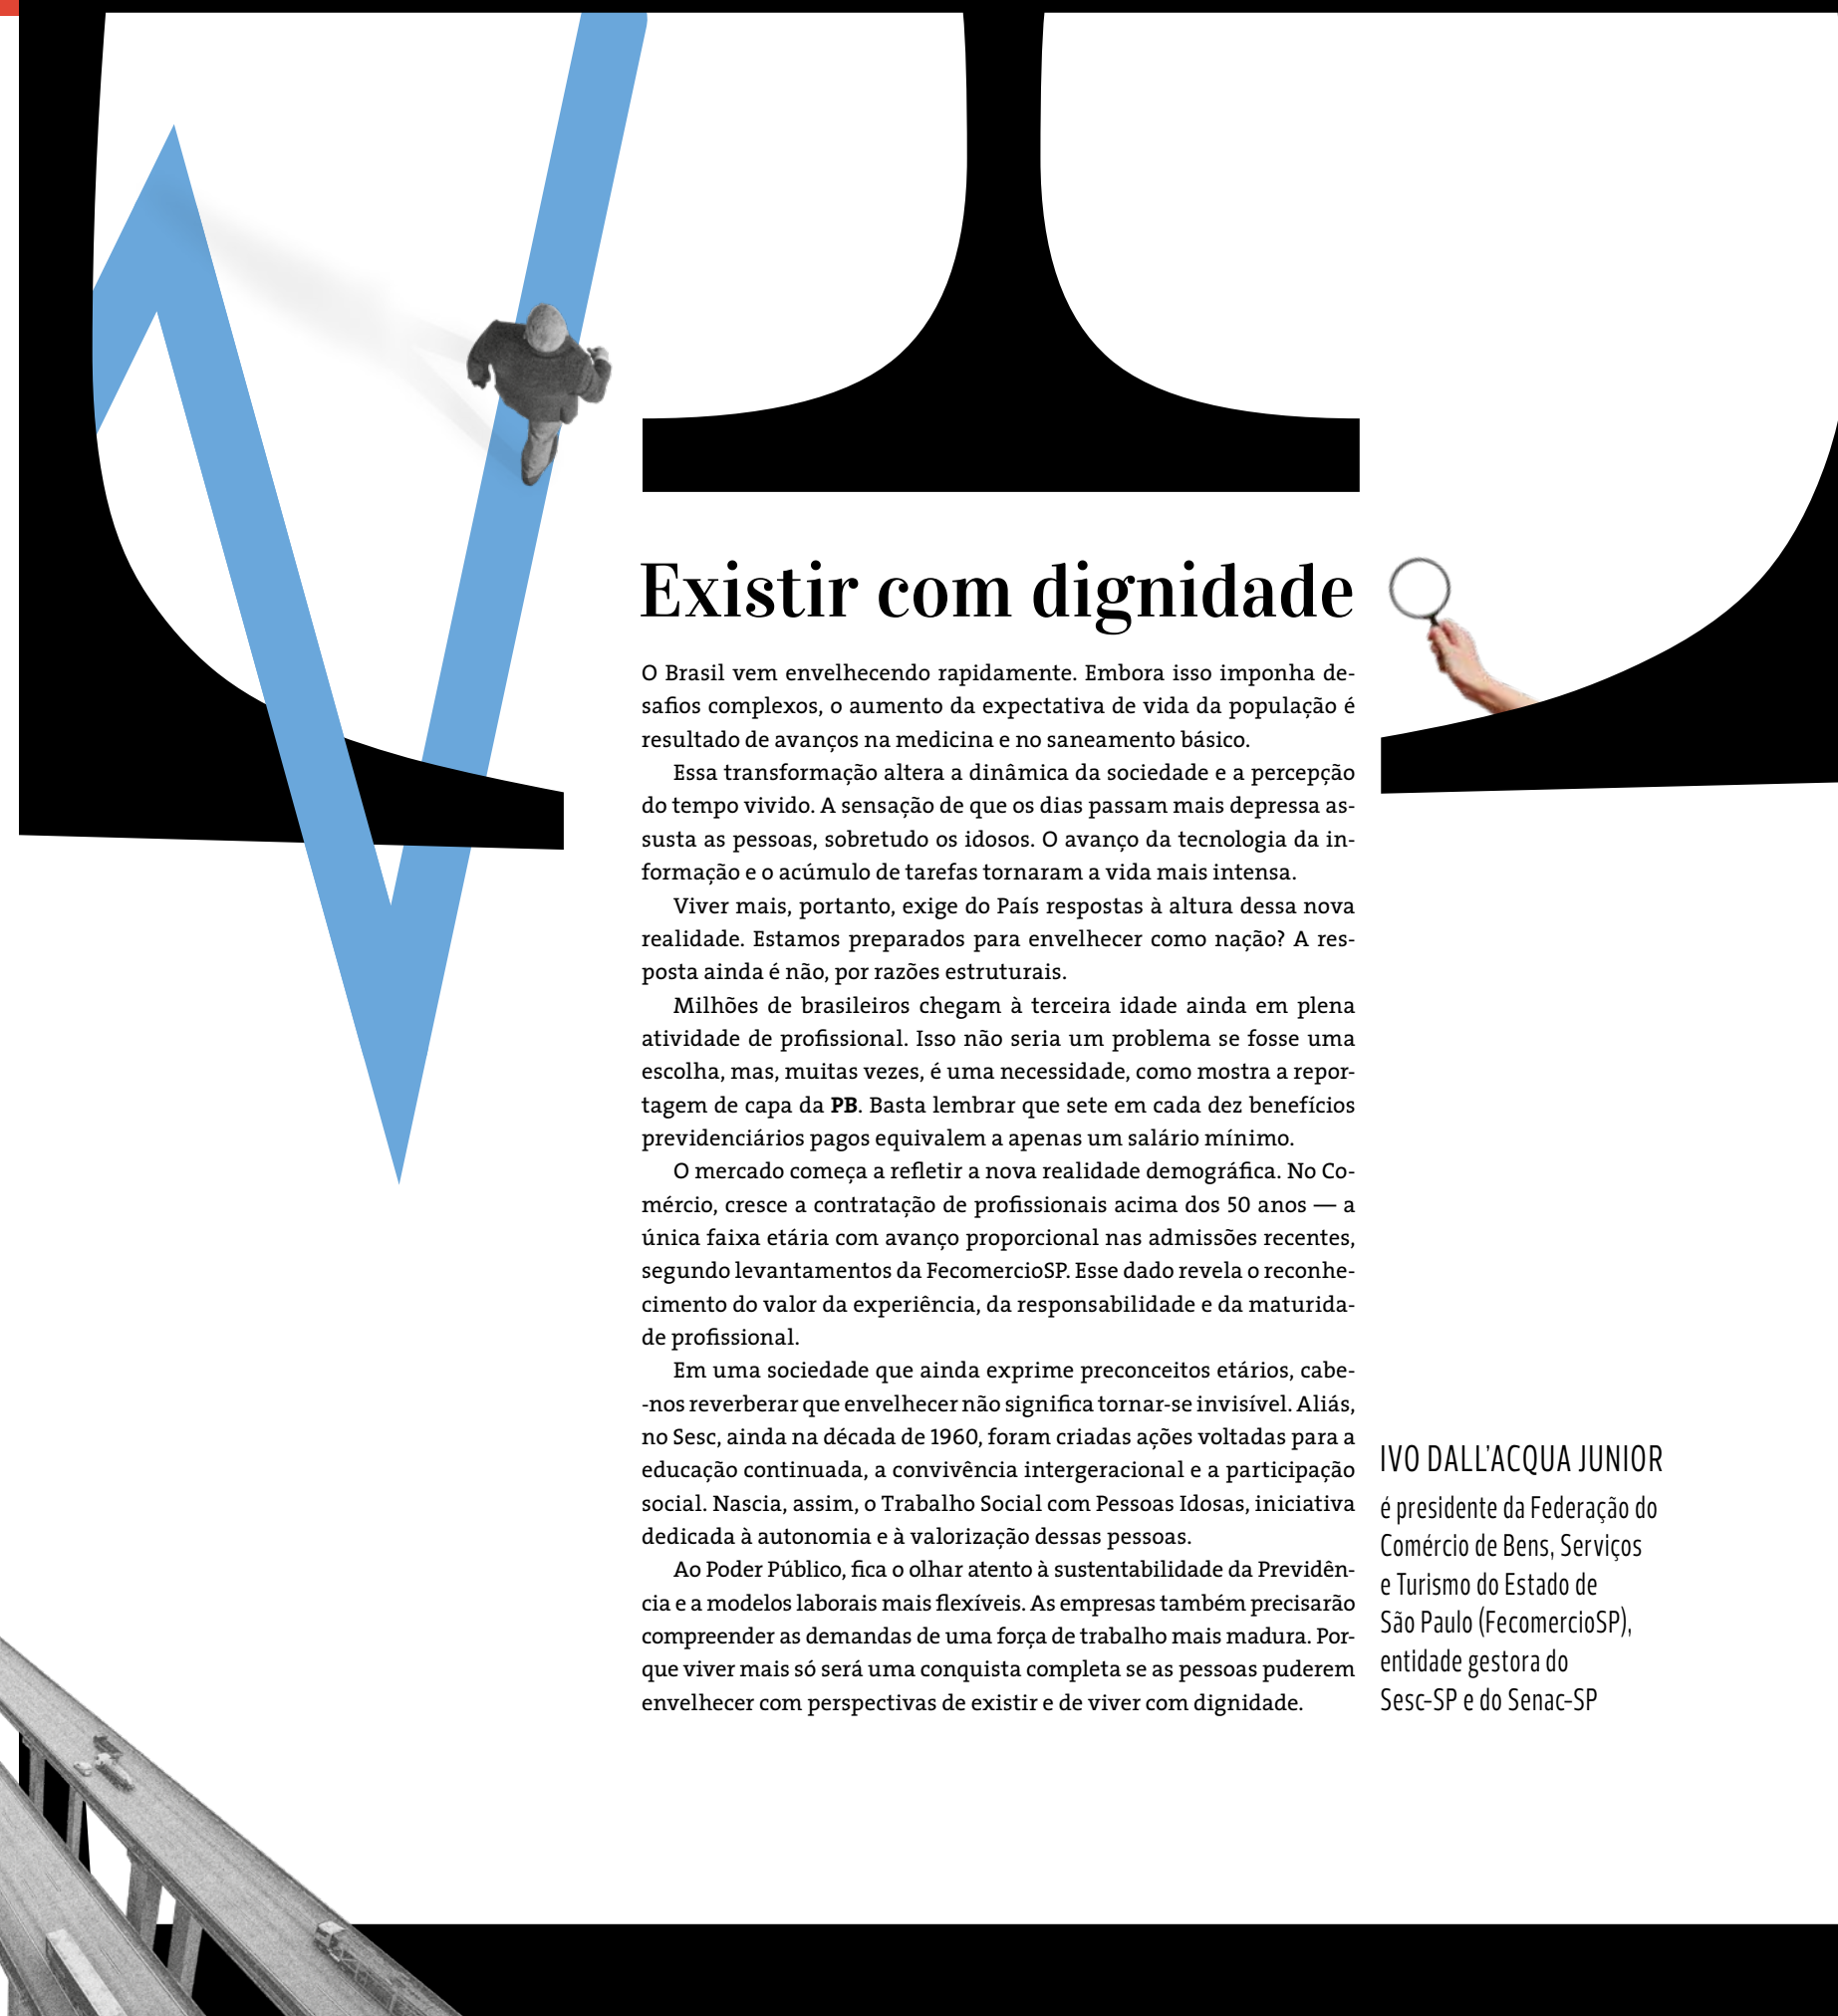 Existir com dignidade
O Brasil vem envelhecendo rapidamente. Embora isso imponha de-
safios complexos, o aumento da expectativa de vida da população é
resultado de avanços na medicina e no saneamento básico.
Essa transformação altera a dinâmica da sociedade e a percepção
do tempo vivido. A sensação de que os dias passam mais depressa as-
susta as pessoas, sobretudo os idosos. O avanço da tecnologia da in-
formação e o acúmulo de tarefas tornaram a vida mais intensa.
Viver mais, portanto, exige do País respostas à altura dessa nova
realidade. Estamos preparados para envelhecer como nação? A res-
posta ainda é não, por razões estruturais.
Milhões de brasileiros chegam à terceira idade ainda em plena
atividade de profissional. Isso não seria um problema se fosse uma
escolha, mas, muitas vezes, é uma necessidade, como mostra a repor-
tagem de capa da PB. Basta lembrar que sete em cada dez benefícios
previdenciários pagos equivalem a apenas um salário mínimo.
O mercado começa a refletir a nova realidade demográfica. No Co-
mércio, cresce a contratação de profissionais acima dos 50 anos — a
única faixa etária com avanço proporcional nas admissões recentes,
segundo levantamentos da FecomercioSP. Esse dado revela o reconhe-
cimento do valor da experiência, da responsabilidade e da maturida-
de profissional.
Em uma sociedade que ainda exprime preconceitos etários, cabe-
-nos reverberar que envelhecer não significa tornar-se invisível. Aliás,
no Sesc, ainda na década de 1960, foram criadas ações voltadas para a
educação continuada, a convivência intergeracional e a participação
social. Nascia, assim, o Trabalho Social com Pessoas Idosas, iniciativa
dedicada à autonomia e à valorização dessas pessoas.
Ao Poder Público, fica o olhar atento à sustentabilidade da Previdên-
cia e a modelos laborais mais flexíveis. As empresas também precisarão
compreender as demandas de uma força de trabalho mais madura. Por-
que viver mais só será uma conquista completa se as pessoas puderem
envelhecer com perspectivas de existir e de viver com dignidade.
IVO DALL'ACQUA JUNIOR
é presidente da Federação do
Comércio de Bens, Serviços
e Turismo do Estado de
São Paulo (FecomercioSP),
entidade gestora do
Sesc-SP e do Senac-SP